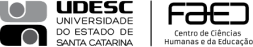 UDESC
UNIVERSIDADE
DO ESTADO DE
SANTA CATARINA
FAED
Centro de Ciências
Humanas e da Educação